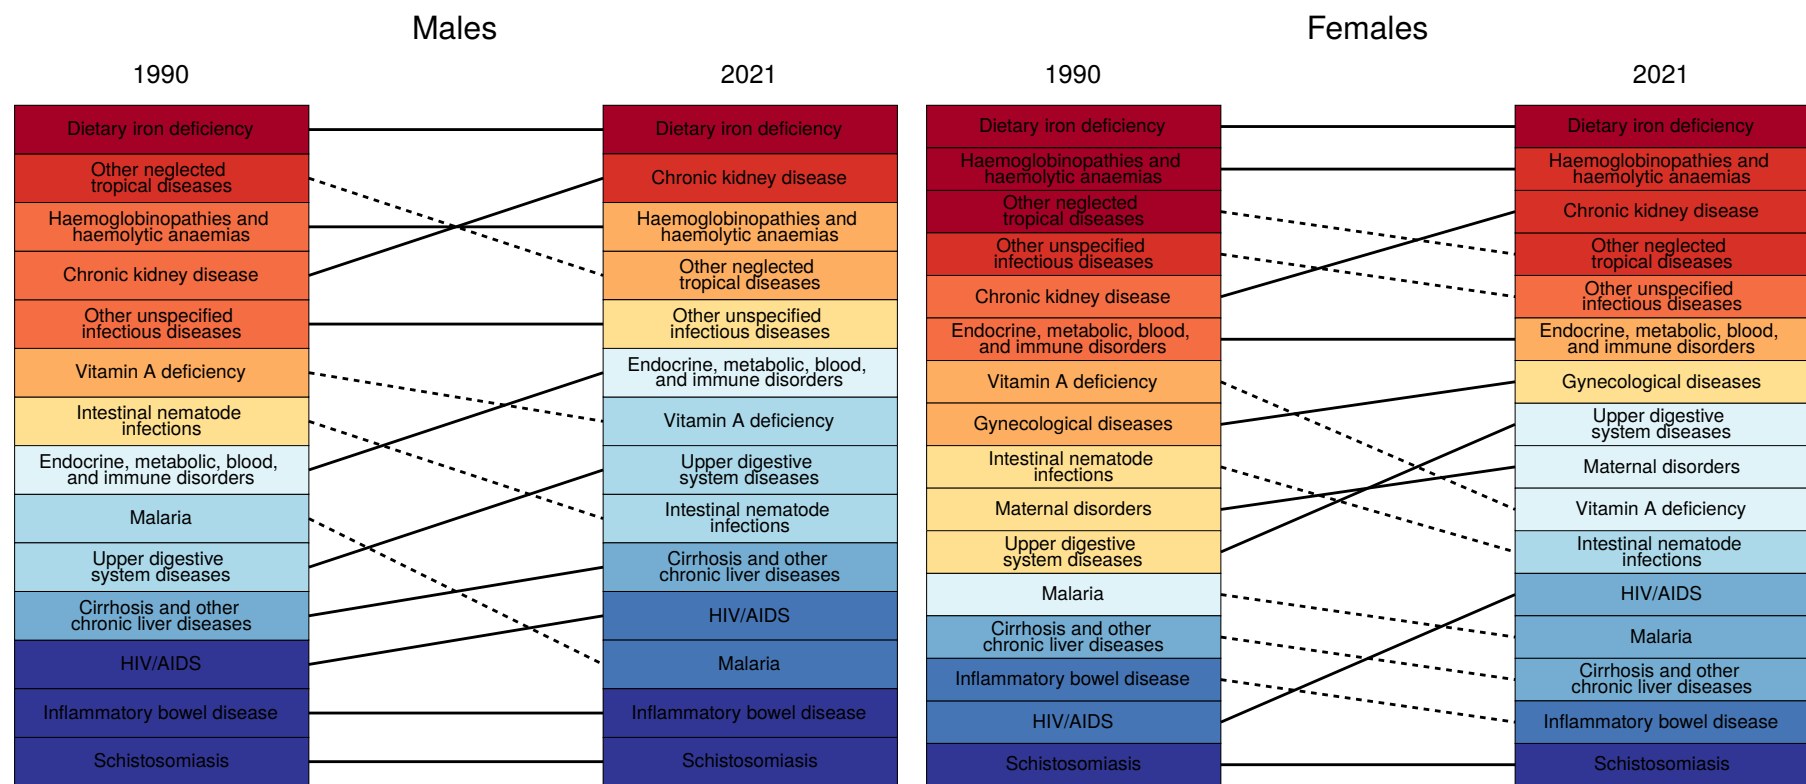 Males
1990
2021
Dietary iron deficiency
Other neglected
tropical diseases
Haemoglobinopathies and
haemolytic anaemias
Chronic kidney disease
Other unspecified
infectious diseases
Vitamin A deficiency
Intestinal nematode
infections
Endocrine, metabolic, blood,
and immune disorders
Malaria
Upper digestive
system diseases
Cirrhosis and other
chronic liver diseases
HIV/AIDS
Inflammatory bowel disease
Schistosomiasis
Dietary iron deficiency
Chronic kidney disease
Haemoglobinopathies and
haemolytic anaemias
Other neglected
tropical diseases
Other unspecified
infectious diseases
Endocrine, metabolic, blood,
and immune disorders
Vitamin A deficiency
Upper digestive
system diseases
Intestinal nematode
infections
Cirrhosis and other
chronic liver diseases
HIV/AIDS
Malaria
Inflammatory bowel disease
Schistosomiasis
Females
1990
2021
Dietary iron deficiency
Haemoglobinopathies and
haemolytic anaemias
Other neglected
tropical diseases
Other unspecified
infectious diseases
Chronic kidney disease
Endocrine, metabolic, blood,
and immune disorders
Vitamin A deficiency
Gynecological diseases
Intestinal nematode
infections
Maternal disorders
Upper digestive
system diseases
Malaria
Cirrhosis and other
chronic liver diseases
Inflammatory bowel disease
HIV/AIDS
Schistosomiasis
Dietary iron deficiency
Haemoglobinopathies and
haemolytic anaemias
Chronic kidney disease
Other neglected
tropical diseases
Other unspecified
infectious diseases
Endocrine, metabolic, blood,
and immune disorders
Gynecological diseases
Upper digestive
system diseases
Maternal disorders
Vitamin A deficiency
Intestinal nematode
infections
HIV/AIDS
Malaria
Cirrhosis and other
chronic liver diseases
Inflammatory bowel disease
Schistosomiasis